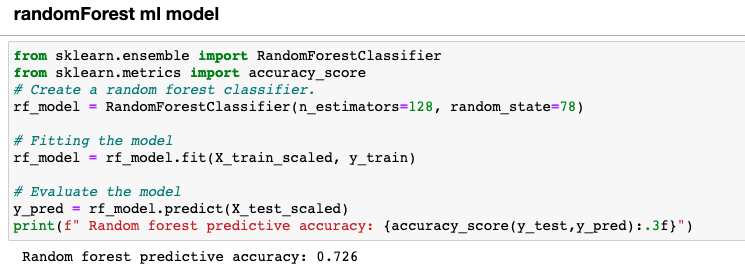 randomForest ml model
from sklearn.ensemble import RandomForestClassifier
from sklearn.metrics import accuracy_score
# Create a random forest classifier.
rf_model = RandomForestClassifier(n_estimators=128, random_state=78)
# Fitting the model
rf_model = rf_model.fit(X_train_scaled, y_train)
# Evaluate the model
y_pred = rf_model.predict(X_test_scaled)
print(f" Random forest predictive accuracy: {accuracy_score(y_test,y_pred):.3f}")
Random forest predictive accuracy: 0.726